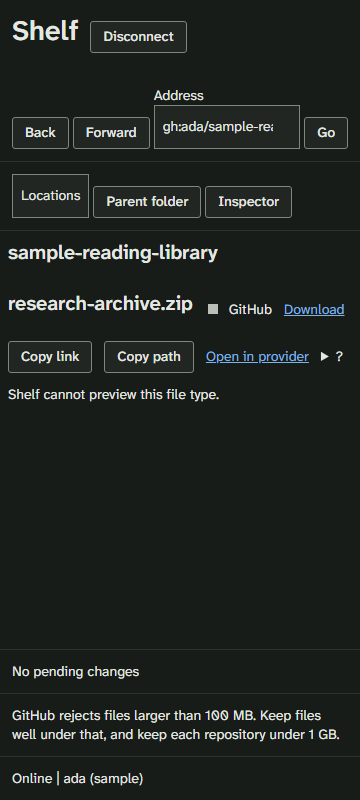 Shelf Disconnect
Address
Back Forward gh:ada/sample-rea Go
Locations Parent folder Inspector
sample-reading-library
research-archive.zip GitHub Download
Copy link Copy path Open in provider ?
Shelf cannot preview this file type.
No pending changes
GitHub rejects files larger than 100 MB. Keep files
well under that, and keep each repository under 1 GB.
Online | ada (sample)